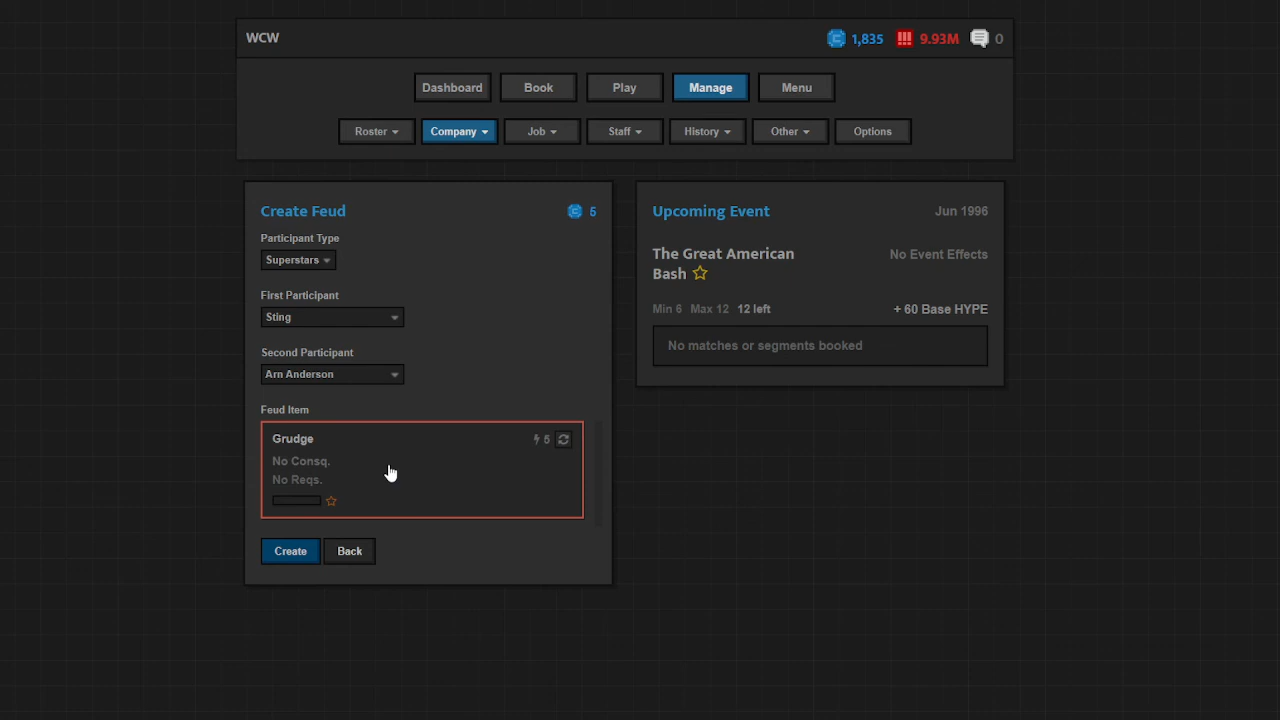 WCW
1,835
9.93M
0
Dashboard
Book
Play
Manage
Menu
Roster
Company
Job
Staff
History
Other
Options
Create Feud
5
Participant Type
Superstars
First Participant
Sting
Second Participant
Arn Anderson
Feud Item
Grudge
5
No Consq.
No Reqs.
Create
Back
Upcoming Event
Jun 1996
The Great American
Bash
No Event Effects
Min 6 Max 12 12 left
+ 60 Base HYPE
No matches or segments booked